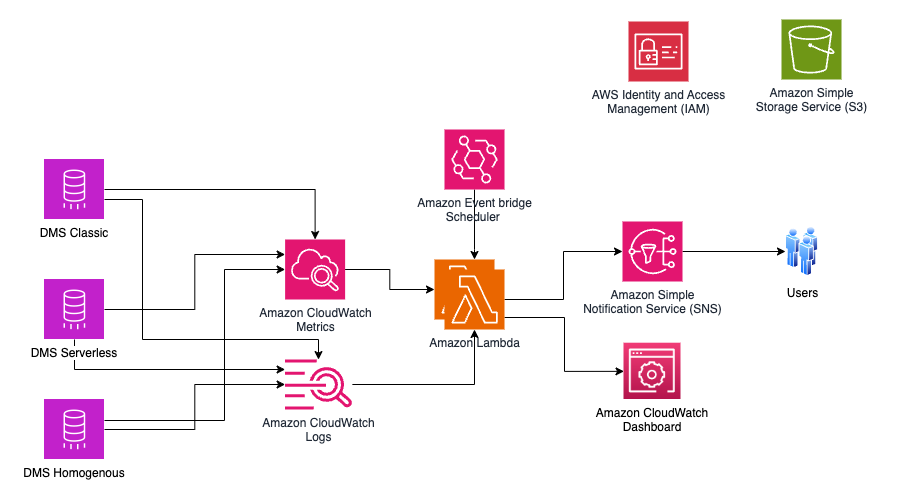 AWS Identity and Access
Management (IAM)
Amazon Simple
Storage Service (S3)
Amazon Event bridge
Scheduler
DMS Classic
Amazon CloudWatch
Metrics
Amazon Simple
Notification Service (SNS)
Users
DMS Serverless
Amazon Lambda
Amazon CloudWatch
Logs
Amazon CloudWatch
Dashboard
DMS Homogenous